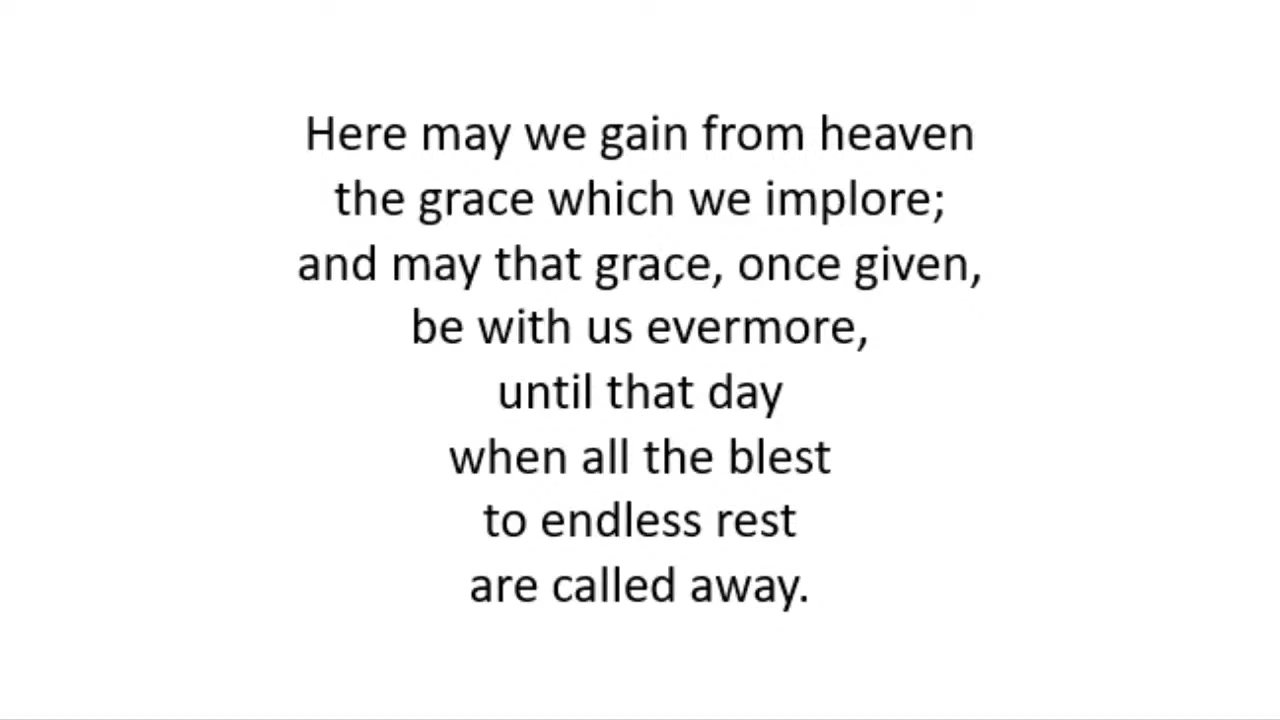 Here may we gain from heaven
the grace which we implore;
and may that grace, once given,
be with us evermore,
until that day
when all the blest
to endless rest
are called away.